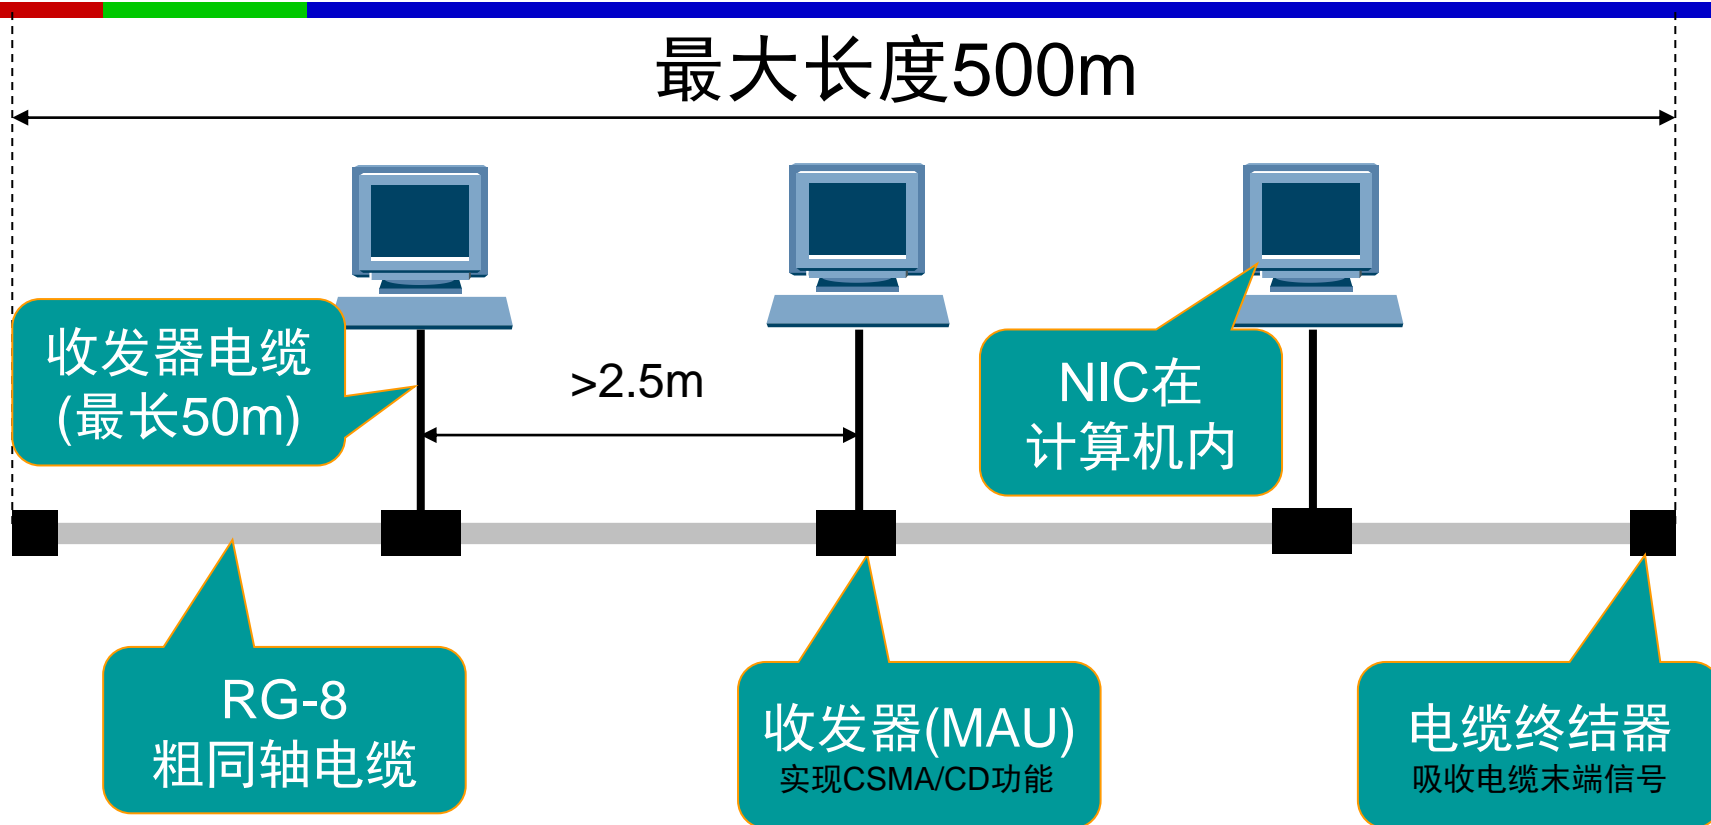 最大长度500m
收发器电缆
(最长50m)
>2.5m
NIC在
计算机内
RG-8
粗同轴电缆
收发器(MAU)
实现CSMA/CD功能
电缆终结器
吸收电缆末端信号